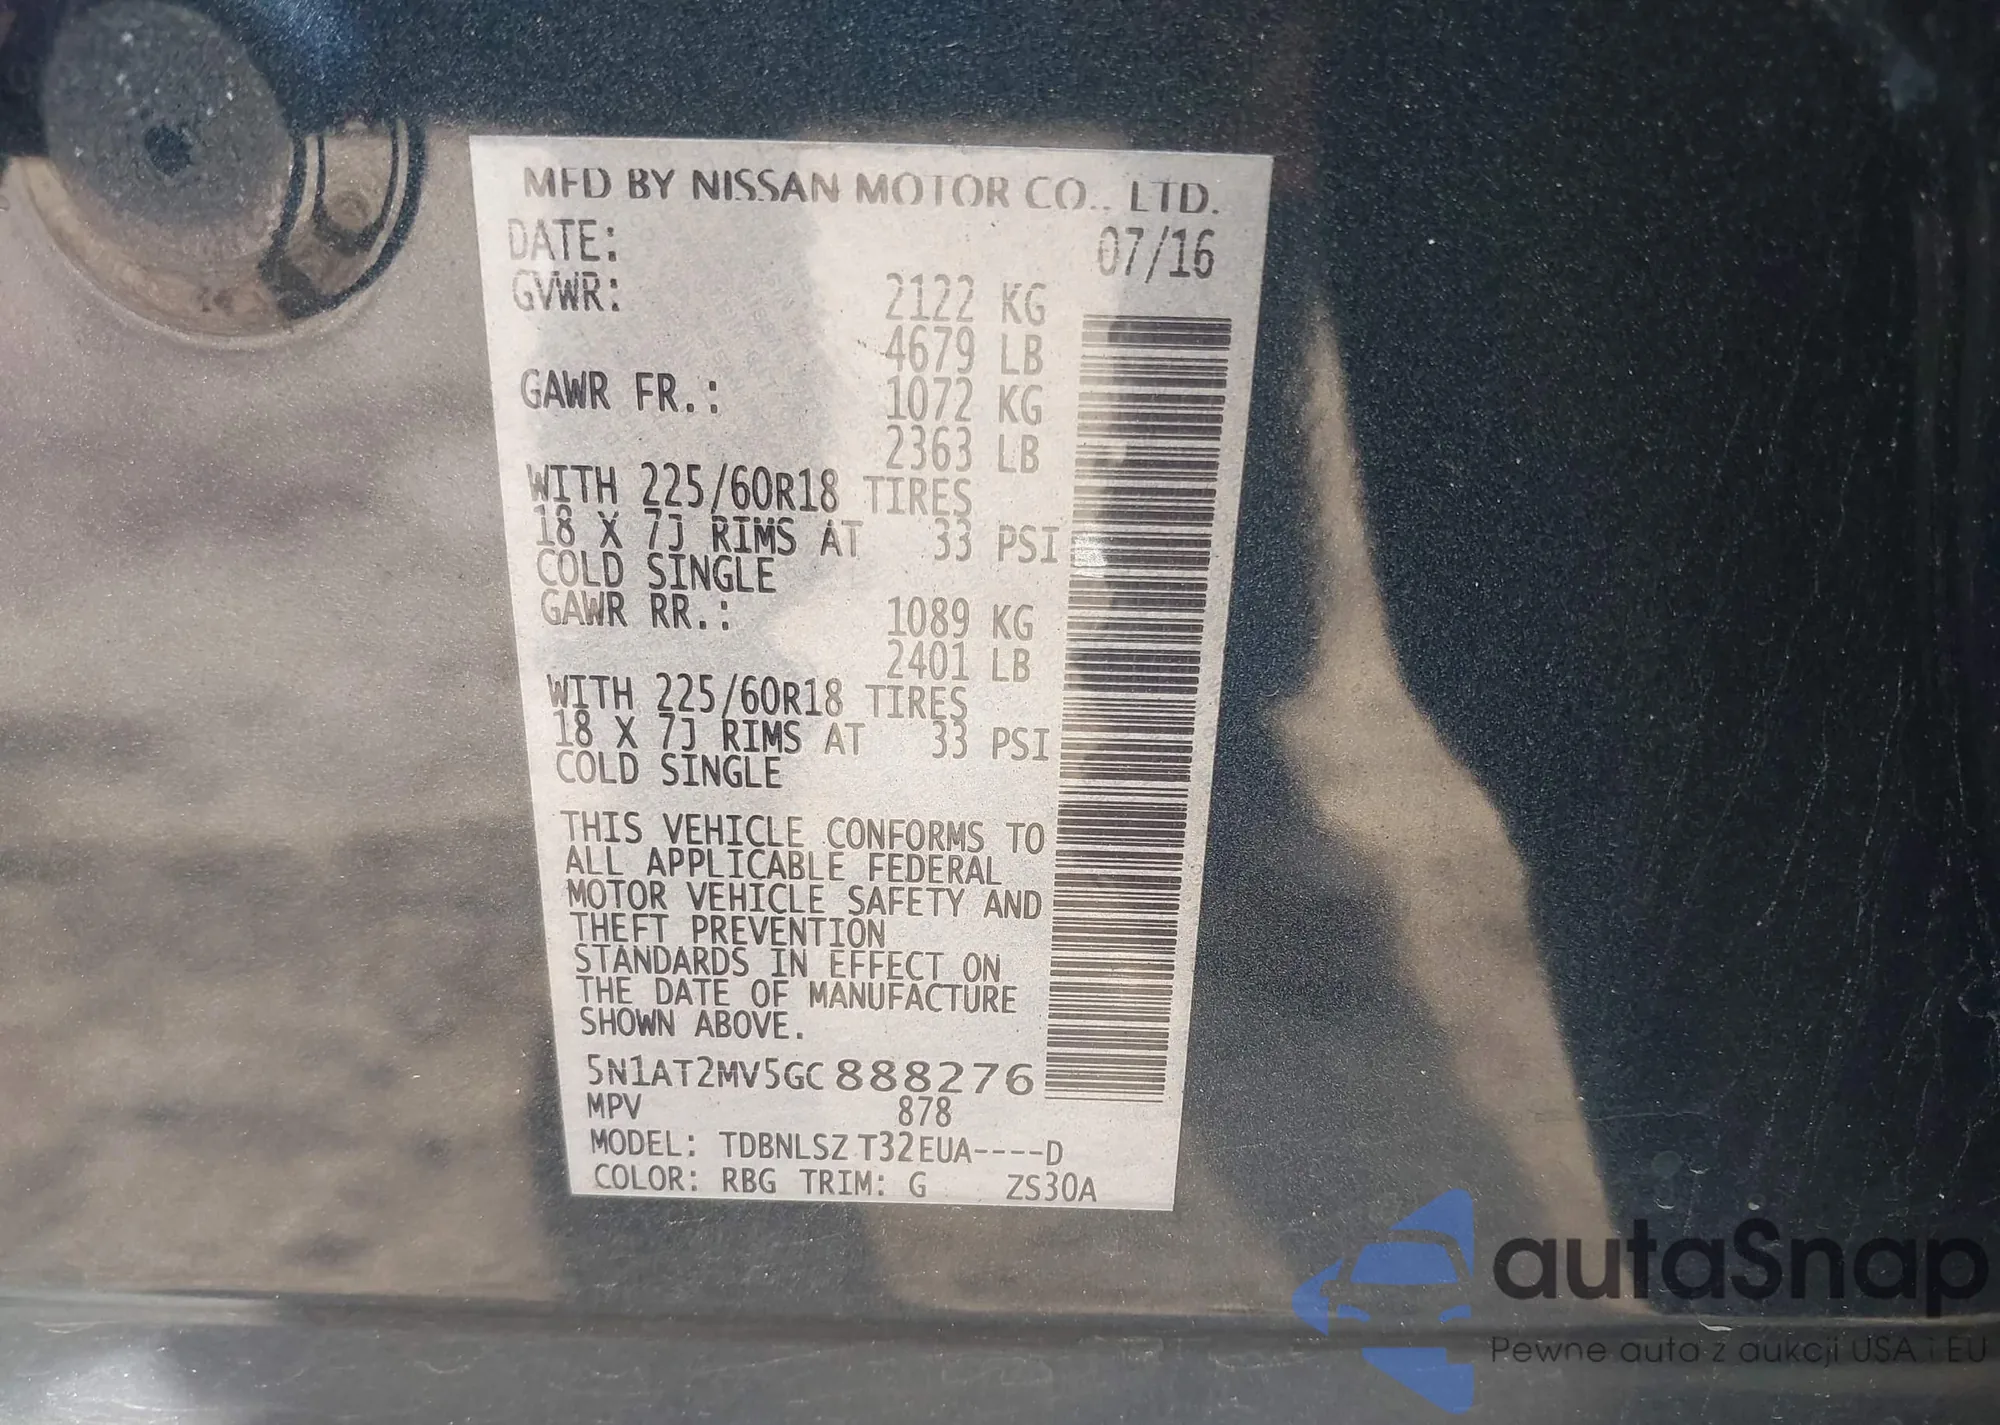 MFD BY NISSAN MOTOR CO., LTD.
DATE: 07/16
GVWR: 2122 KG
4679 LB
GAWR FR.: 1072 KG
2363 LB
WITH 225/60R18 TIRES
18 X 7J RIMS AT 33 PSI
COLD SINGLE
GAWR RR.: 1089 KG
2401 LB
WITH 225/60R18 TIRES
18 X 7J RIMS AT 33 PSI
COLD SINGLE
THIS VEHICLE CONFORMS TO
ALL APPLICABLE FEDERAL
MOTOR VEHICLE SAFETY AND
THEFT PREVENTION
STANDARDS IN EFFECT ON
THE DATE OF MANUFACTURE
SHOWN ABOVE.
5N1AT2MV5GC888276
MPV 878
MODEL: TDBNLSZ T32EUA----D
COLOR: RBG TRIM: G ZS30A
autaSnap
Pewne auta z aukcji USA i EU